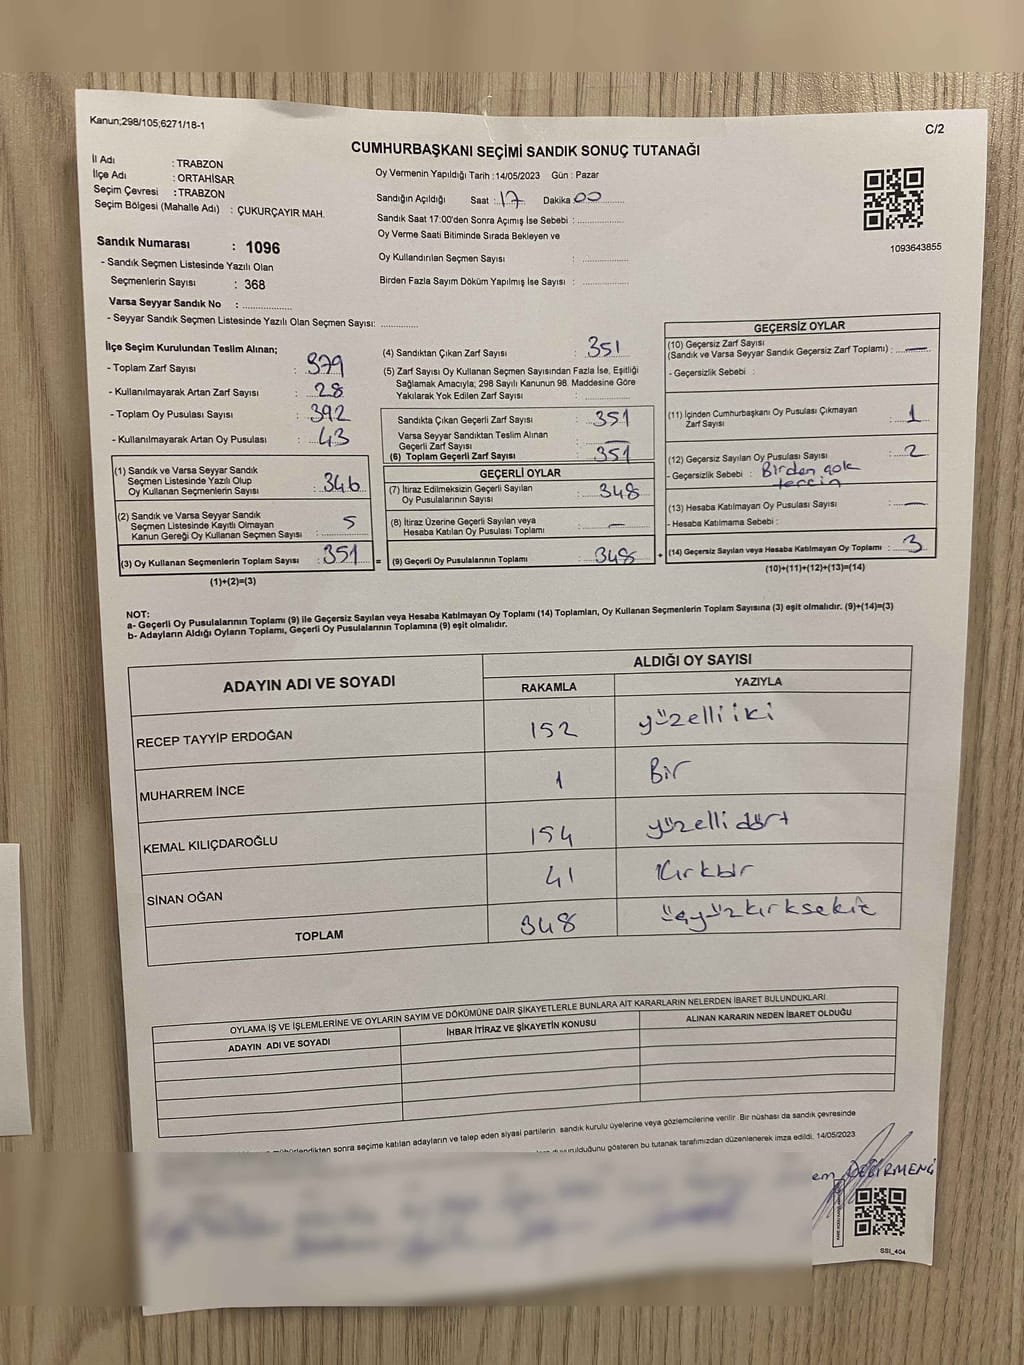 Kanun;298/105;6271/18-1
C/2
CUMHURBAŞKANI SEÇİMİ SANDIK SONUÇ TUTANAĞI
İl Adı : TRABZON
İlçe Adı : ORTAHİSAR
Seçim Çevresi : TRABZON
Seçim Bölgesi (Mahalle Adı) : ÇUKURÇAYIR MAH.
Oy Vermenin Yapıldığı Tarih : 14/05/2023 Gün : Pazar
Sandığın Açıldığı Saat : 17 Dakika 00
Sandık Saat 17:00'den Sonra Açımış İse Sebebi :
Oy Verme Saati Bitiminde Sırada Bekleyen ve
Oy Kullandırılan Seçmen Sayısı :
Birden Fazla Sayım Döküm Yapılmış İse Sayısı :
1093643855
Sandık Numarası : 1096
- Sandık Seçmen Listesinde Yazılı Olan
Seçmenlerin Sayısı : 368
Varsa Seyyar Sandık No :
- Seyyar Sandık Seçmen Listesinde Yazılı Olan Seçmen Sayısı:
İlçe Seçim Kurulundan Teslim Alınan;
- Toplam Zarf Sayısı : 379
- Kullanılmayarak Artan Zarf Sayısı : 28
- Toplam Oy Pusulası Sayısı : 392
- Kullanılmayarak Artan Oy Pusulası : 43
(1) Sandık ve Varsa Seyyar Sandık
Seçmen Listesinde Yazılı Olup
Oy Kullanan Seçmenlerin Sayısı : 346
(2) Sandık ve Varsa Seyyar Sandık
Seçmen Listesinde Kayıtlı Olmayan
Kanun Gereği Oy Kullanan Seçmen Sayısı : 5
(3) Oy Kullanan Seçmenlerin Toplam Sayısı : 351
(1)+(2)=(3)
(4) Sandıktan Çıkan Zarf Sayısı : 351
(5) Zarf Sayısı Oy Kullanan Seçmen Sayısından Fazla İse, Eşitliği
Sağlamak Amacıyla; 298 Sayılı Kanunun 98. Maddesine Göre
Yakılarak Yok Edilen Zarf Sayısı :
Sandıkta Çıkan Geçerli Zarf Sayısı : 351
Varsa Seyyar Sandıktan Teslim Alınan
Geçerli Zarf Sayısı : —
(6) Toplam Geçerli Zarf Sayısı : 351
GEÇERLİ OYLAR
(7) İtiraz Edilmeksizin Geçerli Sayılan
Oy Pusulalarının Sayısı : 348
(8) İtiraz Üzerine Geçerli Sayılan veya
Hesaba Katılan Oy Pusulası Toplamı : —
= (9) Geçerli Oy Pusulalarının Toplamı : 348 +
GEÇERSİZ OYLAR
(10) Geçersiz Zarf Sayısı
(Sandık ve Varsa Seyyar Sandık Geçersiz Zarf Toplamı) : —
- Geçersizlik Sebebi :
(11) İçinden Cumhurbaşkanı Oy Pusulası Çıkmayan
Zarf Sayısı : 1
(12) Geçersiz Sayılan Oy Pusulası Sayısı : 2
- Geçersizlik Sebebi : Birden çok
tercin
(13) Hesaba Katılmayan Oy Pusulası Sayısı : —
- Hesaba Katılmama Sebebi :
(14) Geçersiz Sayılan veya Hesaba Katılmayan Oy Toplamı : 3
(10)+(11)+(12)+(13)=(14)
NOT:
a- Geçerli Oy Pusulalarının Toplamı (9) ile Geçersiz Sayılan veya Hesaba Katılmayan Oy Toplamı (14) Toplamları, Oy Kullanan Seçmenlerin Toplam Sayısına (3) eşit olmalıdır. (9)+(14)=(3)
b- Adayların Aldığı Oyların Toplamı, Geçerli Oy Pusulalarının Toplamına (9) eşit olmalıdır.
ADAYIN ADI VE SOYADI
ALDIĞI OY SAYISI
RAKAMLA YAZIYLA
RECEP TAYYİP ERDOĞAN 152 yüzelli iki
MUHARREM İNCE 1 Bir
KEMAL KILIÇDAROĞLU 154 yüzelli dört
SİNAN OĞAN 41 Kırkbir
TOPLAM 348 üçyüzkırksekiz
OYLAMA İŞ VE İŞLEMLERİNE VE OYLARIN SAYIM VE DÖKÜMÜNE DAİR ŞİKAYETLERLE BUNLARA AİT KARARLARIN NELERDEN İBARET BULUNDUKLARI
ADAYIN ADI VE SOYADI
İHBAR İTİRAZ VE ŞİKAYETİN KONUSU
ALINAN KARARIN NEDEN İBARET OLDUĞU
sonra seçime katılan adayların ve talep eden siyasi partilerin sandık kurulu üyelerine veya gözlemcilerine verilir. Bir nüshası da sandık çevresinde
olduğunu gösteren bu tutanak tarafımızdan düzenlenerek imza edildi. 14/05/2023
em DEĞİRMENCİ
SSI_404